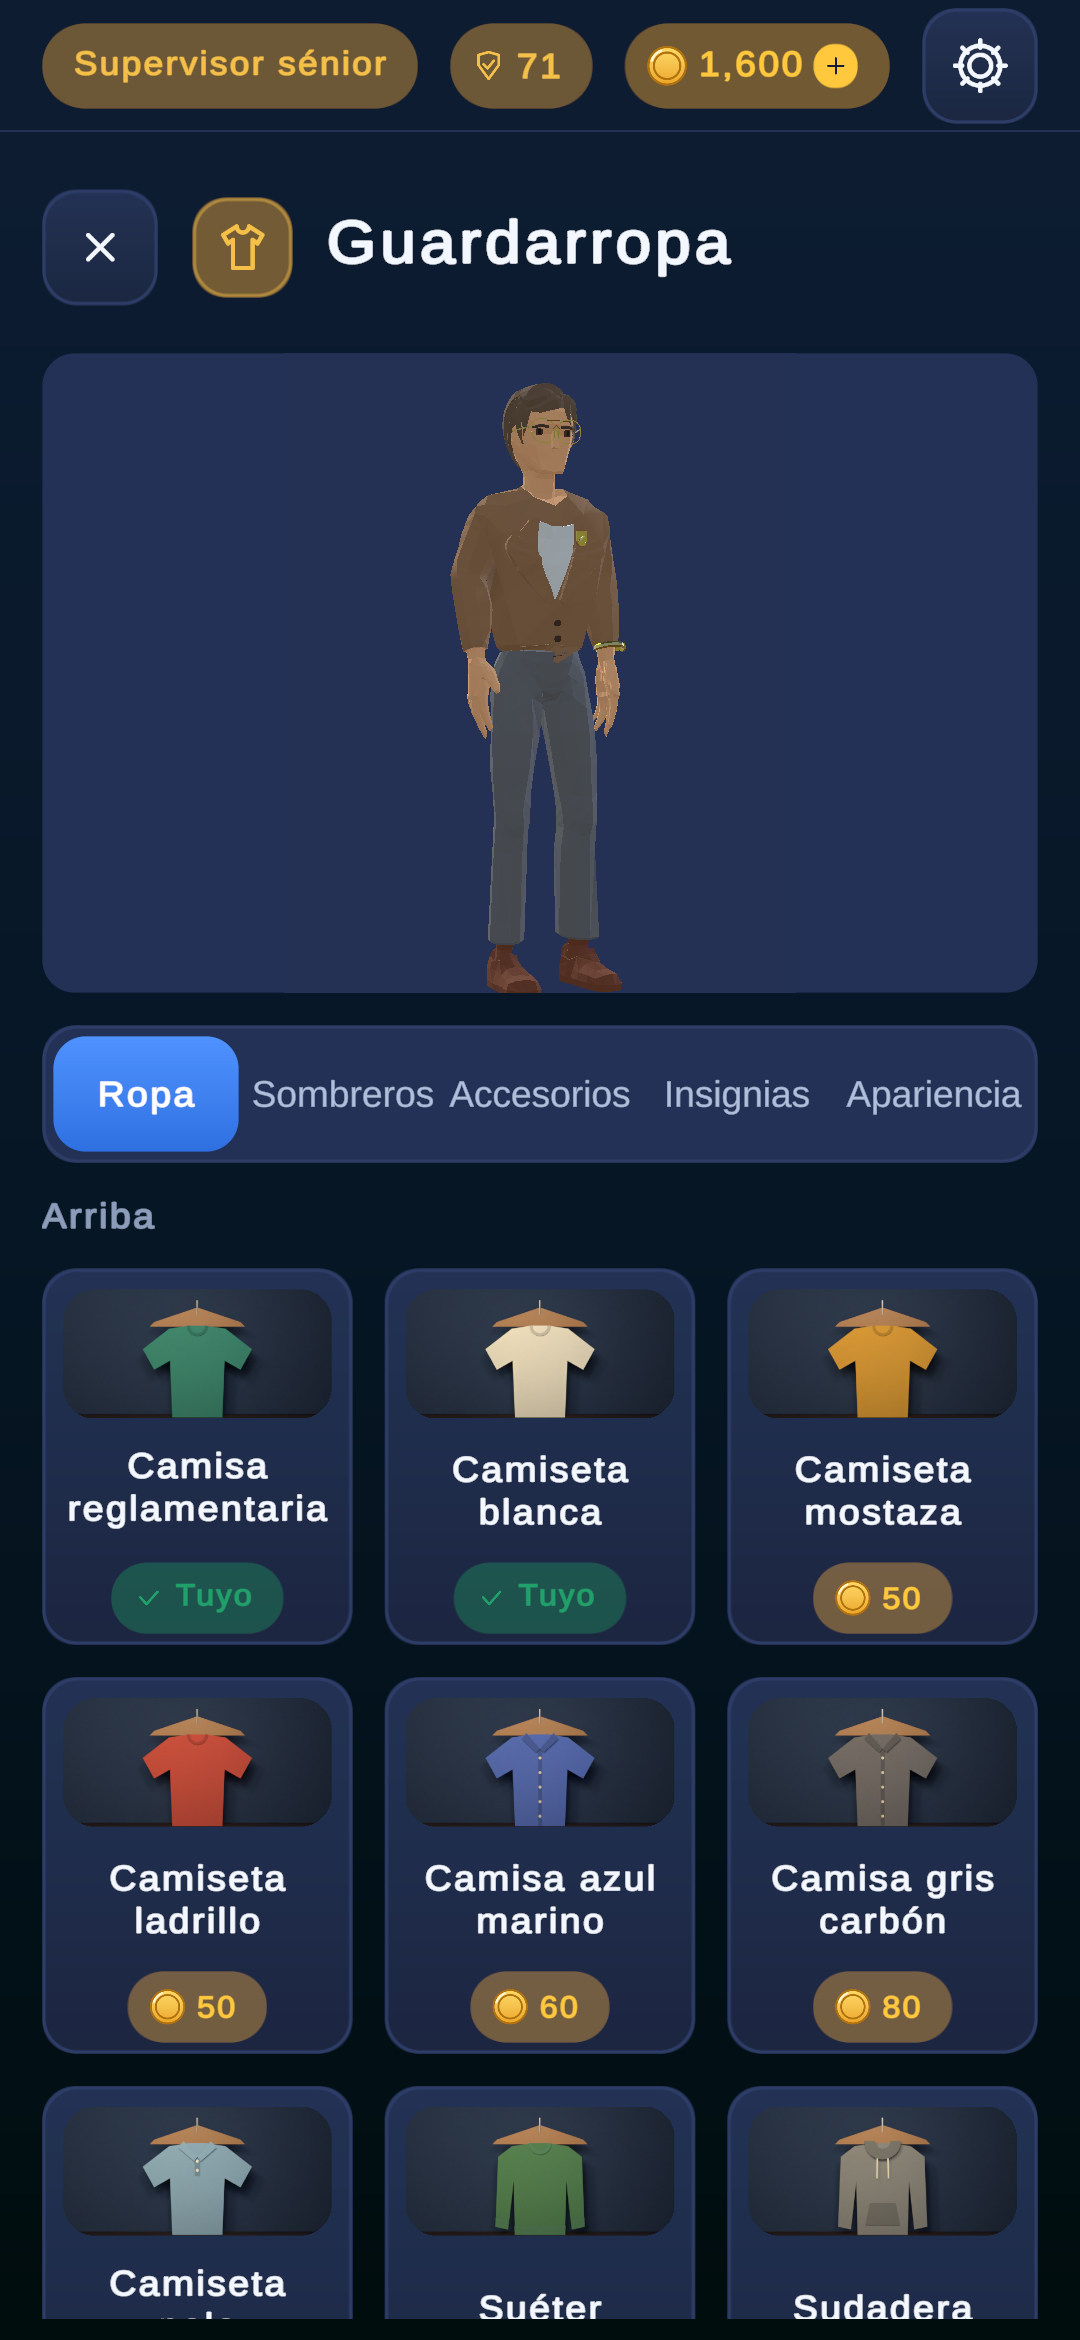 Supervisor sénior
71
1,600 +
Guardarropa
Ropa Sombreros Accesorios Insignias Apariencia
Arriba
Camisa
reglamentaria
Tuyo
Camiseta
blanca
Tuyo
Camiseta
mostaza
50
Camiseta
ladrillo
50
Camisa azul
marino
60
Camisa gris
carbón
80
Camiseta
Suéter
Sudadera